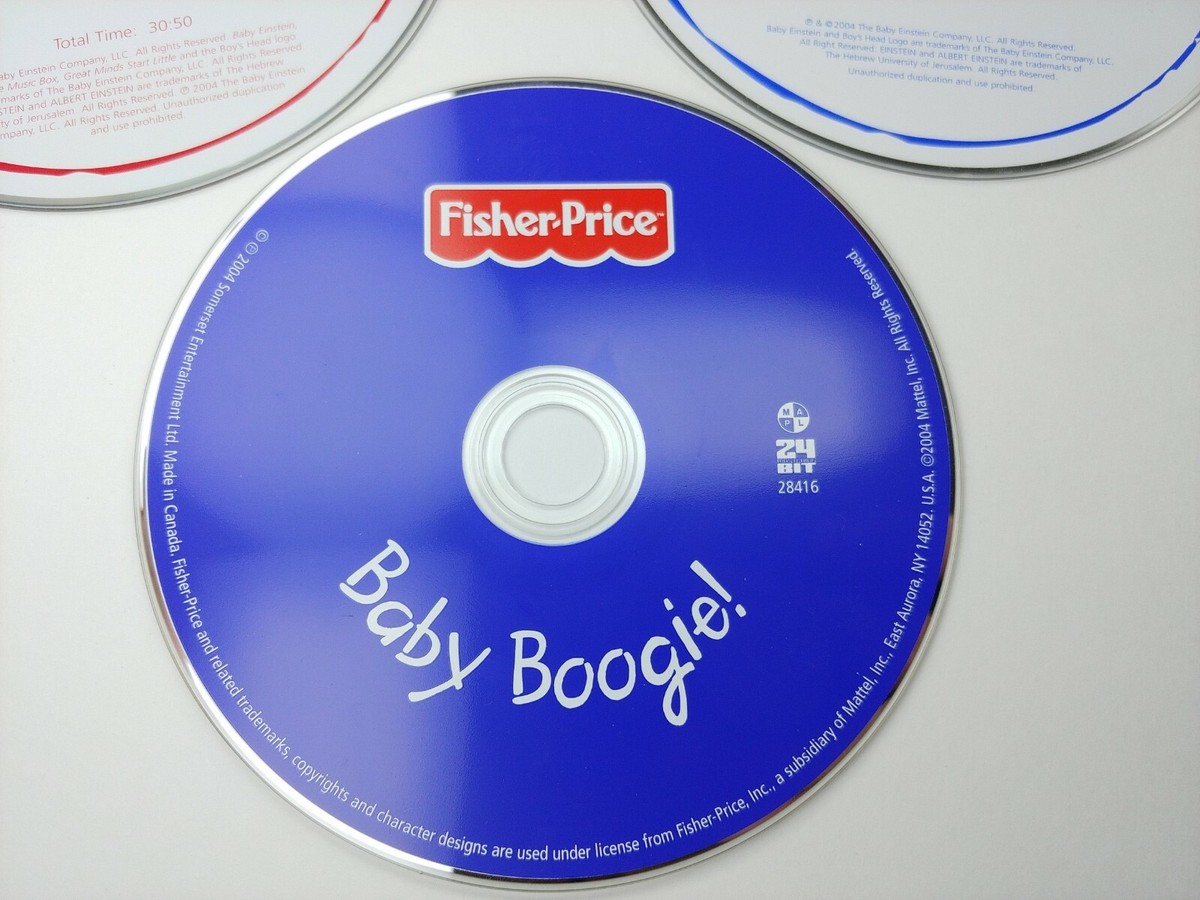 Total Time: 30:50
aby Einstein Company, LLC. All Rights Reserved. Baby Einstein,
Music Box, Great Minds Start Little and the Boy's Head logo
marks of The Baby Einstein Company, LLC. All Rights Reserved.
STEIN and ALBERT EINSTEIN are trademarks of The Hebrew
ty of Jerusalem. All Rights Reserved. ℗ 2004 The Baby Einstein
mpany, LLC. All Rights Reserved. Unauthorized duplication
and use prohibited.
℗ & © 2004 The Baby Einstein Company, LLC. All Rights Reserved.
Baby Einstein and Boy's Head Logo are trademarks of The Baby Einstein Company, LLC.
All Right Reserved. EINSTEIN and ALBERT EINSTEIN are trademarks of
The Hebrew University of Jerusalem. All Rights Reserved.
Unauthorized duplication and use prohibited.
Fisher-Price™
M A P L
24
BIT
28416
Baby Boogie!
© ℗ 2004 Somerset Entertainment Ltd. Made in Canada. Fisher-Price and related trademarks, copyrights and character designs are used under license from Fisher-Price, Inc., a subsidiary of Mattel, Inc., East Aurora, NY 14052. U.S.A. ©2004 Mattel, Inc. All Rights Reserved.